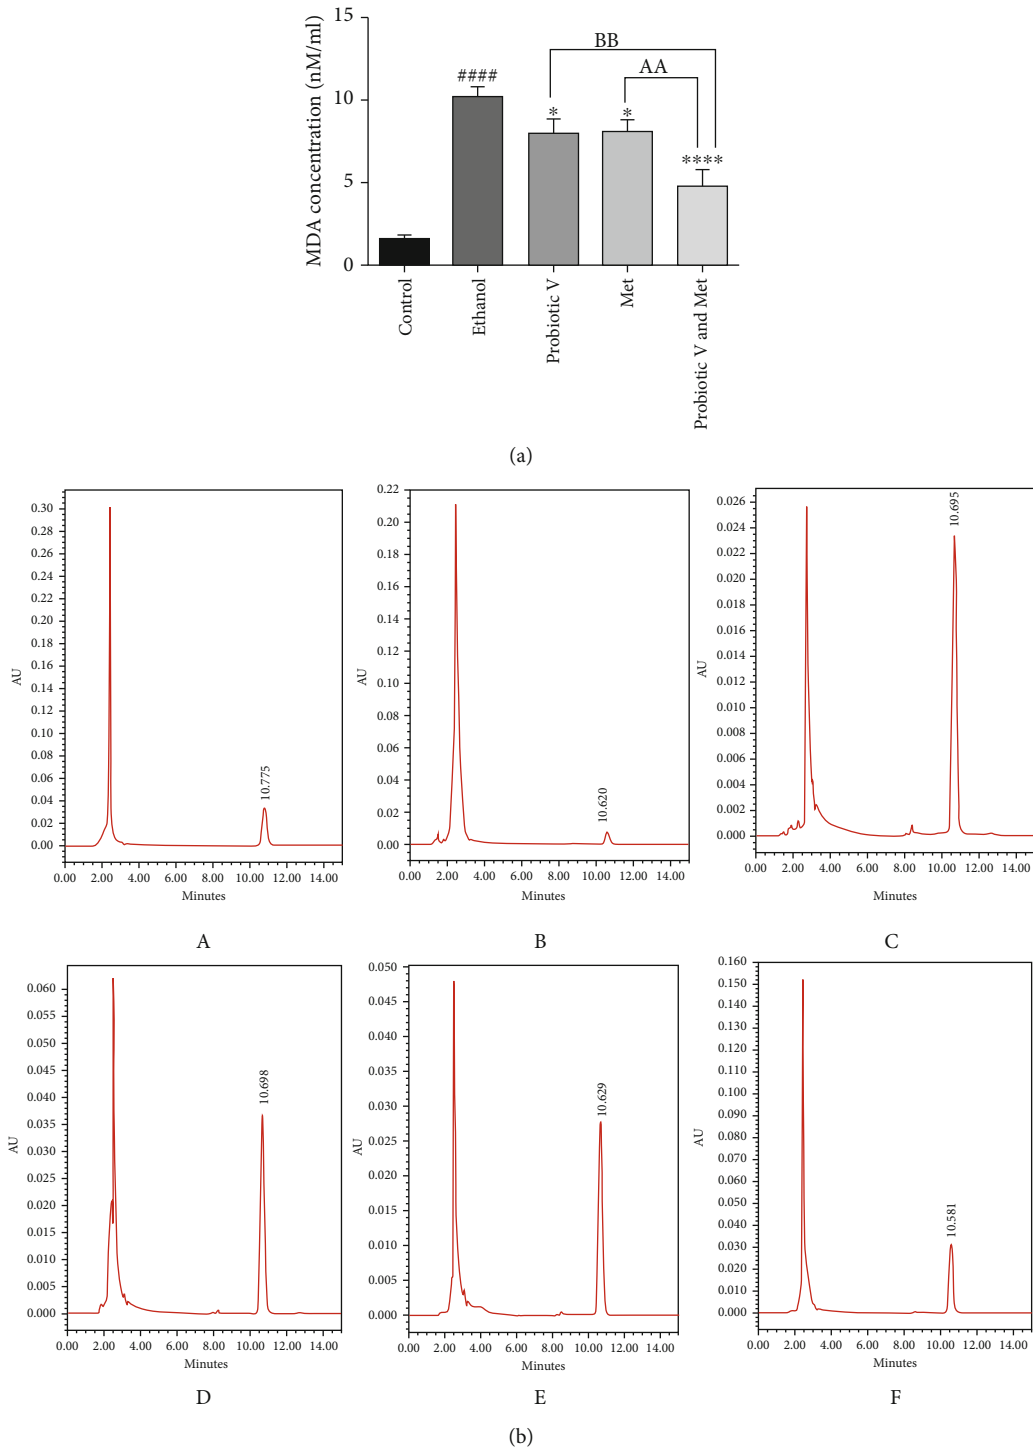 15
10
5
0
MDA concentration (nM/ml)
####
*
*
****
BB
AA
Control
Ethanol
Probiotic V
Met
Probiotic V and Met
(a)
0.30
0.28
0.26
0.24
0.22
0.20
0.18
0.16
0.14
0.12
0.10
0.08
0.06
0.04
0.02
0.00
AU
10.775
0.00 2.00 4.00 6.00 8.00 10.00 12.00 14.00
Minutes
A
0.22
0.20
0.18
0.16
0.14
0.12
0.10
0.08
0.06
0.04
0.02
0.00
AU
10.620
0.00 2.00 4.00 6.00 8.00 10.00 12.00 14.00
Minutes
B
0.026
0.024
0.022
0.020
0.018
0.016
0.014
0.012
0.010
0.008
0.006
0.004
0.002
0.000
AU
10.695
0.00 2.00 4.00 6.00 8.00 10.00 12.00 14.00
Minutes
C
0.060
0.055
0.050
0.045
0.040
0.035
0.030
0.025
0.020
0.015
0.010
0.005
0.000
AU
10.698
0.00 2.00 4.00 6.00 8.00 10.00 12.00 14.00
Minutes
D
0.050
0.045
0.040
0.035
0.030
0.025
0.020
0.015
0.010
0.005
0.000
AU
10.629
0.00 2.00 4.00 6.00 8.00 10.00 12.00 14.00
Minutes
E
0.160
0.150
0.140
0.130
0.120
0.110
0.100
0.090
0.080
0.070
0.060
0.050
0.040
0.030
0.020
0.010
0.000
AU
10.581
0.00 2.00 4.00 6.00 8.00 10.00 12.00 14.00
Minutes
F
(b)